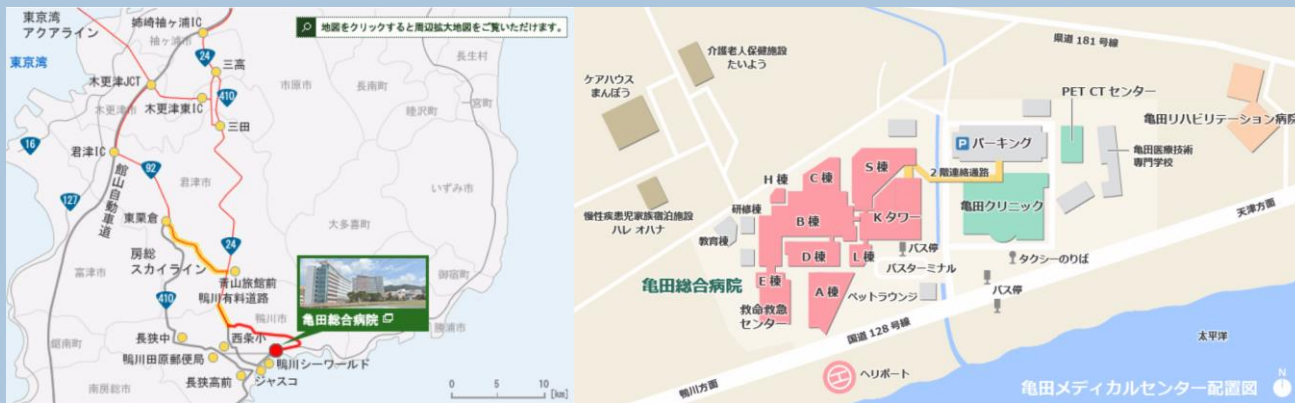 地図をクリックすると周辺拡大地図をご覧いただけます。
東京湾
アクアライン
姉崎袖ヶ浦IC
袖ヶ浦市
長生村
東京湾
24
三高
市原市
長南町
一宮町
木更津JCT
410
睦沢町
木更津市
木更津東IC
三田
16
君津IC
92
君津市
いすみ市
127
館山自動車道
東粟倉
大多喜町
24
房総
スカイライン
富津市
青山旅館前
御宿町
410
鴨川有料道路
亀田総合病院
鴨川市
勝浦市
長狭中
西条小
鋸南町
鴨川田原郵便局
鴨川シーワールド
長狭高前
ジャスコ
南房総市
0 5 10
[km]
県道181号線
介護老人保健施設
たいよう
ケアハウス
まんぼう
PET CT センター
亀田リハビリテーション病院
P パーキング
亀田医療技術
専門学校
S 棟
C 棟
2 階連絡通路
H 棟
慢性疾患児家族宿泊施設
ハレ オハナ
研修棟
B 棟
K タワー
亀田クリニック
教育棟
天津方面
バス停
D 棟
L 棟
タクシーのりば
バスターミナル
亀田総合病院
E 棟
A 棟
ペットラウンジ
バス停
救命救急
センター
国道 128 号線
太平洋
鴨川方面
H
ヘリポート
亀田メディカルセンター配置図
N